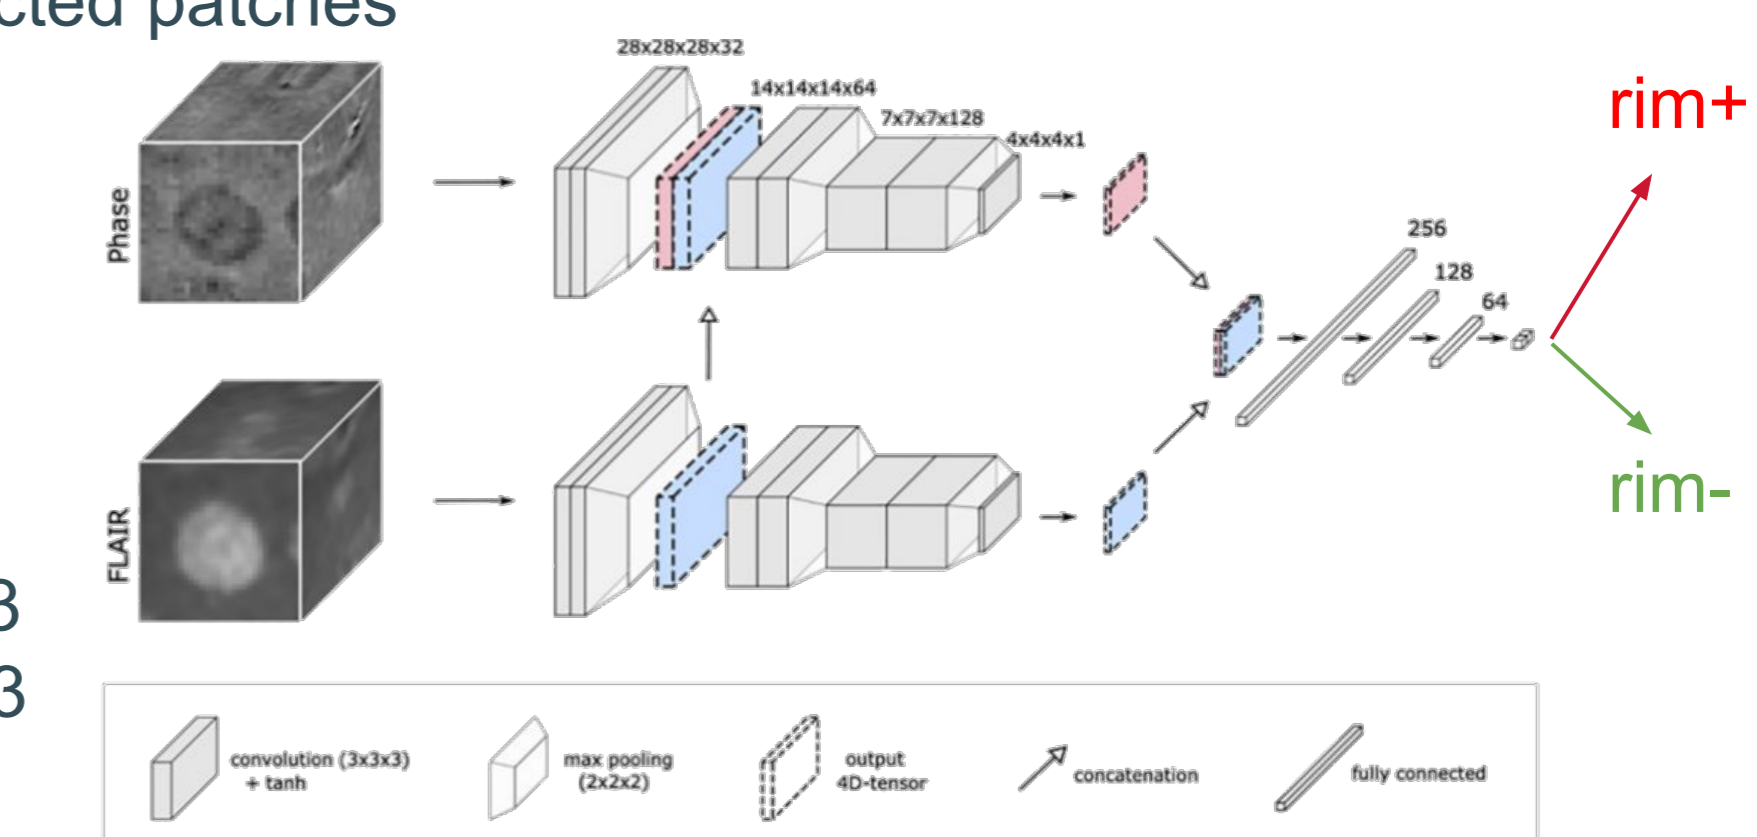 cted patches
28x28x28x32
14x14x14x64
7x7x7x128
4x4x4x1
rim+
Phase
256
128
64
rim-
FLAIR
3
3
convolution (3x3x3)
+ tanh
max pooling
(2x2x2)
output
4D-tensor
concatenation
fully connected